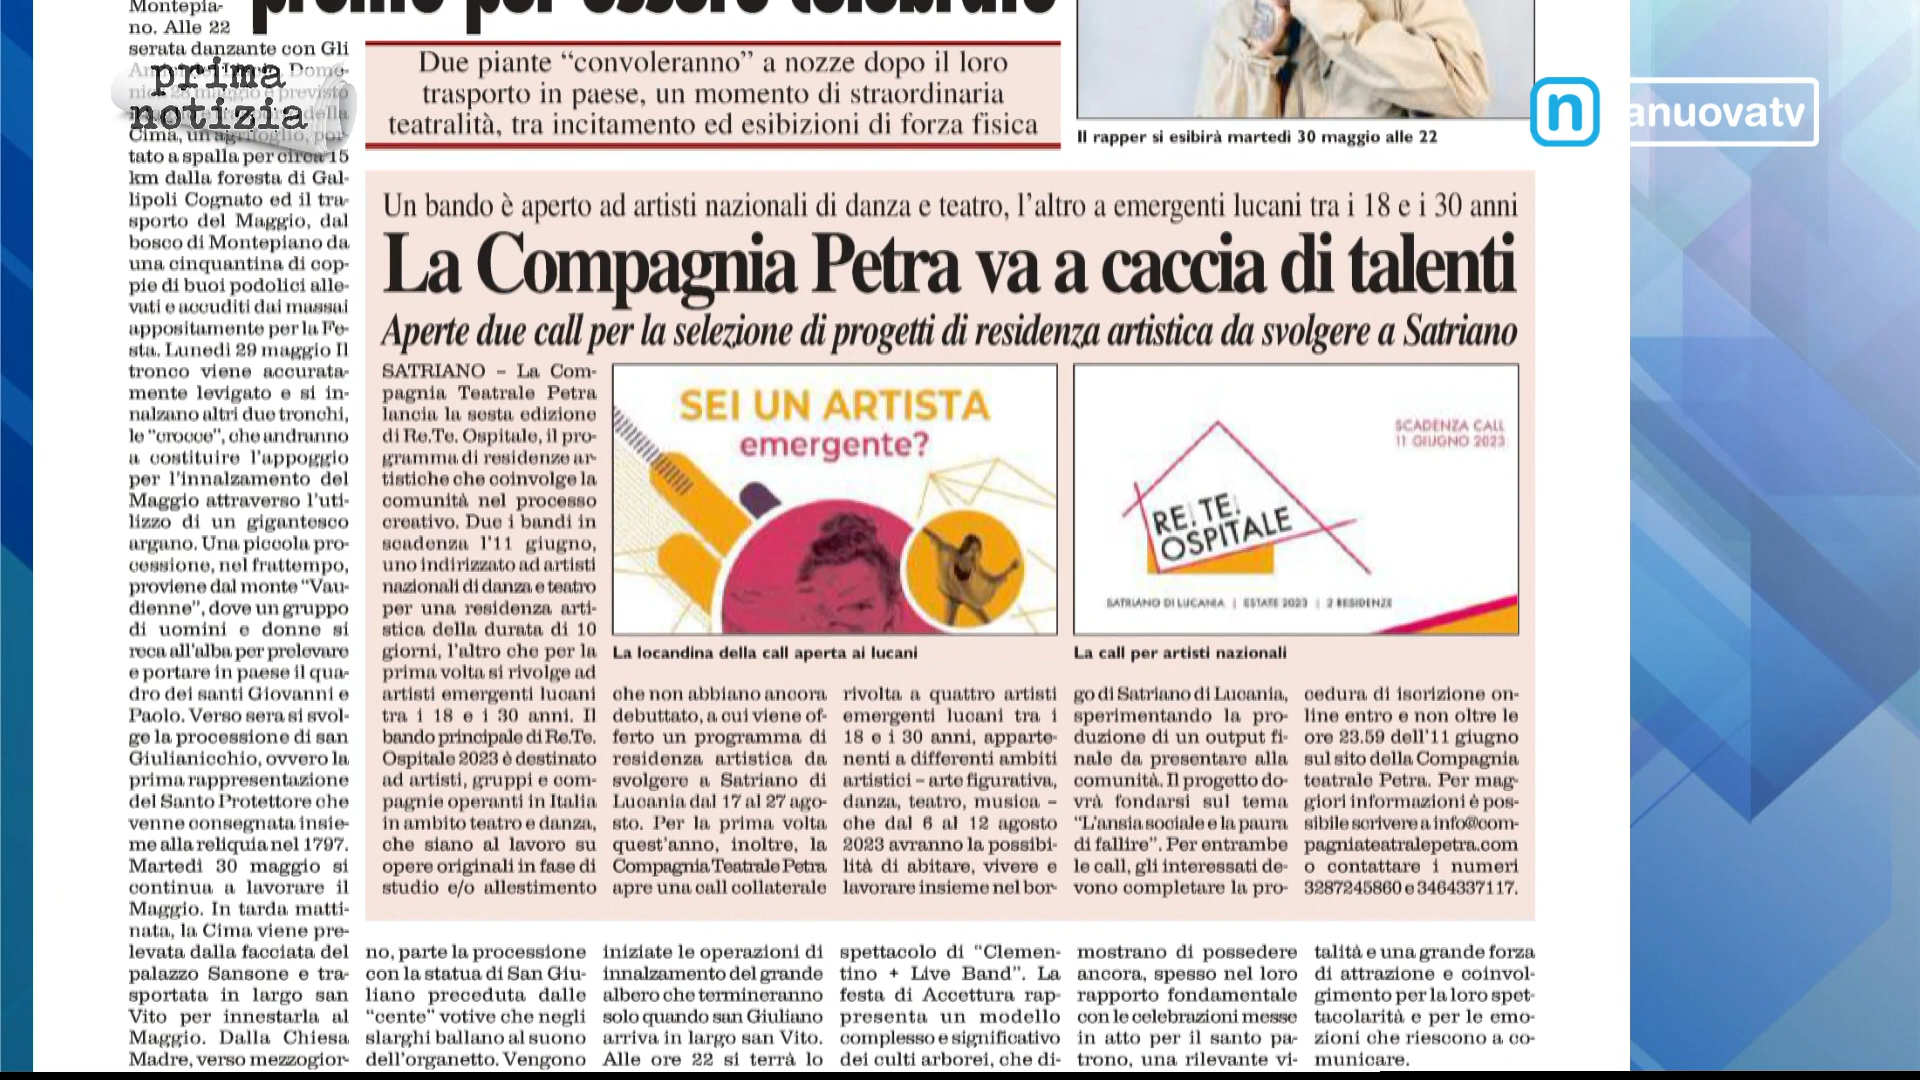 Montepia-
no. Alle 22
serata danzante con Gli
Dome-
previsto
della
Cima, un agrifoglio, por-
tato a spalla per circa 15
km dalla foresta di Gal-
lipoli Cognato ed il tra-
sporto del Maggio, dal
bosco di Montepiano da
una cinquantina di cop-
pie di buoi podolici alle-
vati e accuditi dai massai
appositamente per la Fe-
sta. Lunedì 29 maggio Il
tronco viene accurata-
mente levigato e si in-
nalzano altri due tronchi,
le "crocce", che andranno
a costituire l'appoggio
per l'innalzamento del
Maggio attraverso l'uti-
lizzo di un gigantesco
argano. Una piccola pro-
cessione, nel frattempo,
proviene dal monte "Vau-
dienne", dove un gruppo
di uomini e donne si
reca all'alba per prelevare
e portare in paese il qua-
dro dei santi Giovanni e
Paolo. Verso sera si svol-
ge la processione di san
Giulianicchio, ovvero la
prima rappresentazione
del Santo Protettore che
venne consegnata insie-
me alla reliquia nel 1797.
Martedì 30 maggio si
continua a lavorare il
Maggio. In tarda matti-
nata, la Cima viene pre-
levata dalla facciata del
palazzo Sansone e tra-
sportata in largo san
Vito per innestarla al
Maggio. Dalla Chiesa
Madre, verso mezzogior-
prima
notizia
premo per essere celebrato
Due piante "convoleranno" a nozze dopo il loro
trasporto in paese, un momento di straordinaria
teatralità, tra incitamento ed esibizioni di forza fisica
Il rapper si esibirà martedì 30 maggio alle 22
n
anuovatv
Un bando è aperto ad artisti nazionali di danza e teatro, l'altro a emergenti lucani tra i 18 e i 30 anni
La Compagnia Petra va a caccia di talenti
Aperte due call per la selezione di progetti di residenza artistica da svolgere a Satriano
SATRIANO – La Com-
pagnia Teatrale Petra
lancia la sesta edizione
di Re.Te. Ospitale, il pro-
gramma di residenze ar-
tistiche che coinvolge la
comunità nel processo
creativo. Due i bandi in
scadenza l'11 giugno,
uno indirizzato ad artisti
nazionali di danza e teatro
per una residenza arti-
stica della durata di 10
giorni, l'altro che per la
prima volta si rivolge ad
artisti emergenti lucani
tra i 18 e i 30 anni. Il
bando principale di Re.Te.
Ospitale 2023 è destinato
ad artisti, gruppi e com-
pagnie operanti in Italia
in ambito teatro e danza,
che siano al lavoro su
opere originali in fase di
studio e/o allestimento
SEI UN ARTISTA
emergente?
La locandina della call aperta ai lucani
SCADENZA CALL
11 GIUGNO 2023
RE.TE.
OSPITALE
SATRIANO DI LUCANIA | ESTATE 2023 | 2 RESIDENZE
La call per artisti nazionali
che non abbiano ancora
debuttato, a cui viene of-
ferto un programma di
residenza artistica da
svolgere a Satriano di
Lucania dal 17 al 27 ago-
sto. Per la prima volta
quest'anno, inoltre, la
Compagnia Teatrale Petra
apre una call collaterale
rivolta a quattro artisti
emergenti lucani tra i
18 e i 30 anni, apparte-
nenti a differenti ambiti
artistici – arte figurativa,
danza, teatro, musica –
che dal 6 al 12 agosto
2023 avranno la possibi-
lità di abitare, vivere e
lavorare insieme nel bor-
go di Satriano di Lucania,
sperimentando la pro-
duzione di un output fi-
nale da presentare alla
comunità. Il progetto do-
vrà fondarsi sul tema
"L'ansia sociale e la paura
di fallire". Per entrambe
le call, gli interessati de-
vono completare la pro-
cedura di iscrizione on-
line entro e non oltre le
ore 23.59 dell'11 giugno
sul sito della Compagnia
teatrale Petra. Per mag-
giori informazioni è pos-
sibile scrivere a info@com-
pagniateatralepetra.com
o contattare i numeri
3287245860 e 3464337117.
no, parte la processione
con la statua di San Giu-
liano preceduta dalle
"cente" votive che negli
slarghi ballano al suono
dell'organetto. Vengono
iniziate le operazioni di
innalzamento del grande
albero che termineranno
solo quando san Giuliano
arriva in largo san Vito.
Alle ore 22 si terrà lo
spettacolo di "Clemen-
tino + Live Band". La
festa di Accettura rap-
presenta un modello
complesso e significativo
dei culti arborei, che di-
mostrano di possedere
ancora, spesso nel loro
rapporto fondamentale
con le celebrazioni messe
in atto per il santo pa-
trono, una rilevante vi-
talità e una grande forza
di attrazione e coinvol-
gimento per la loro spet-
tacolarità e per le emo-
zioni che riescono a co-
municare.